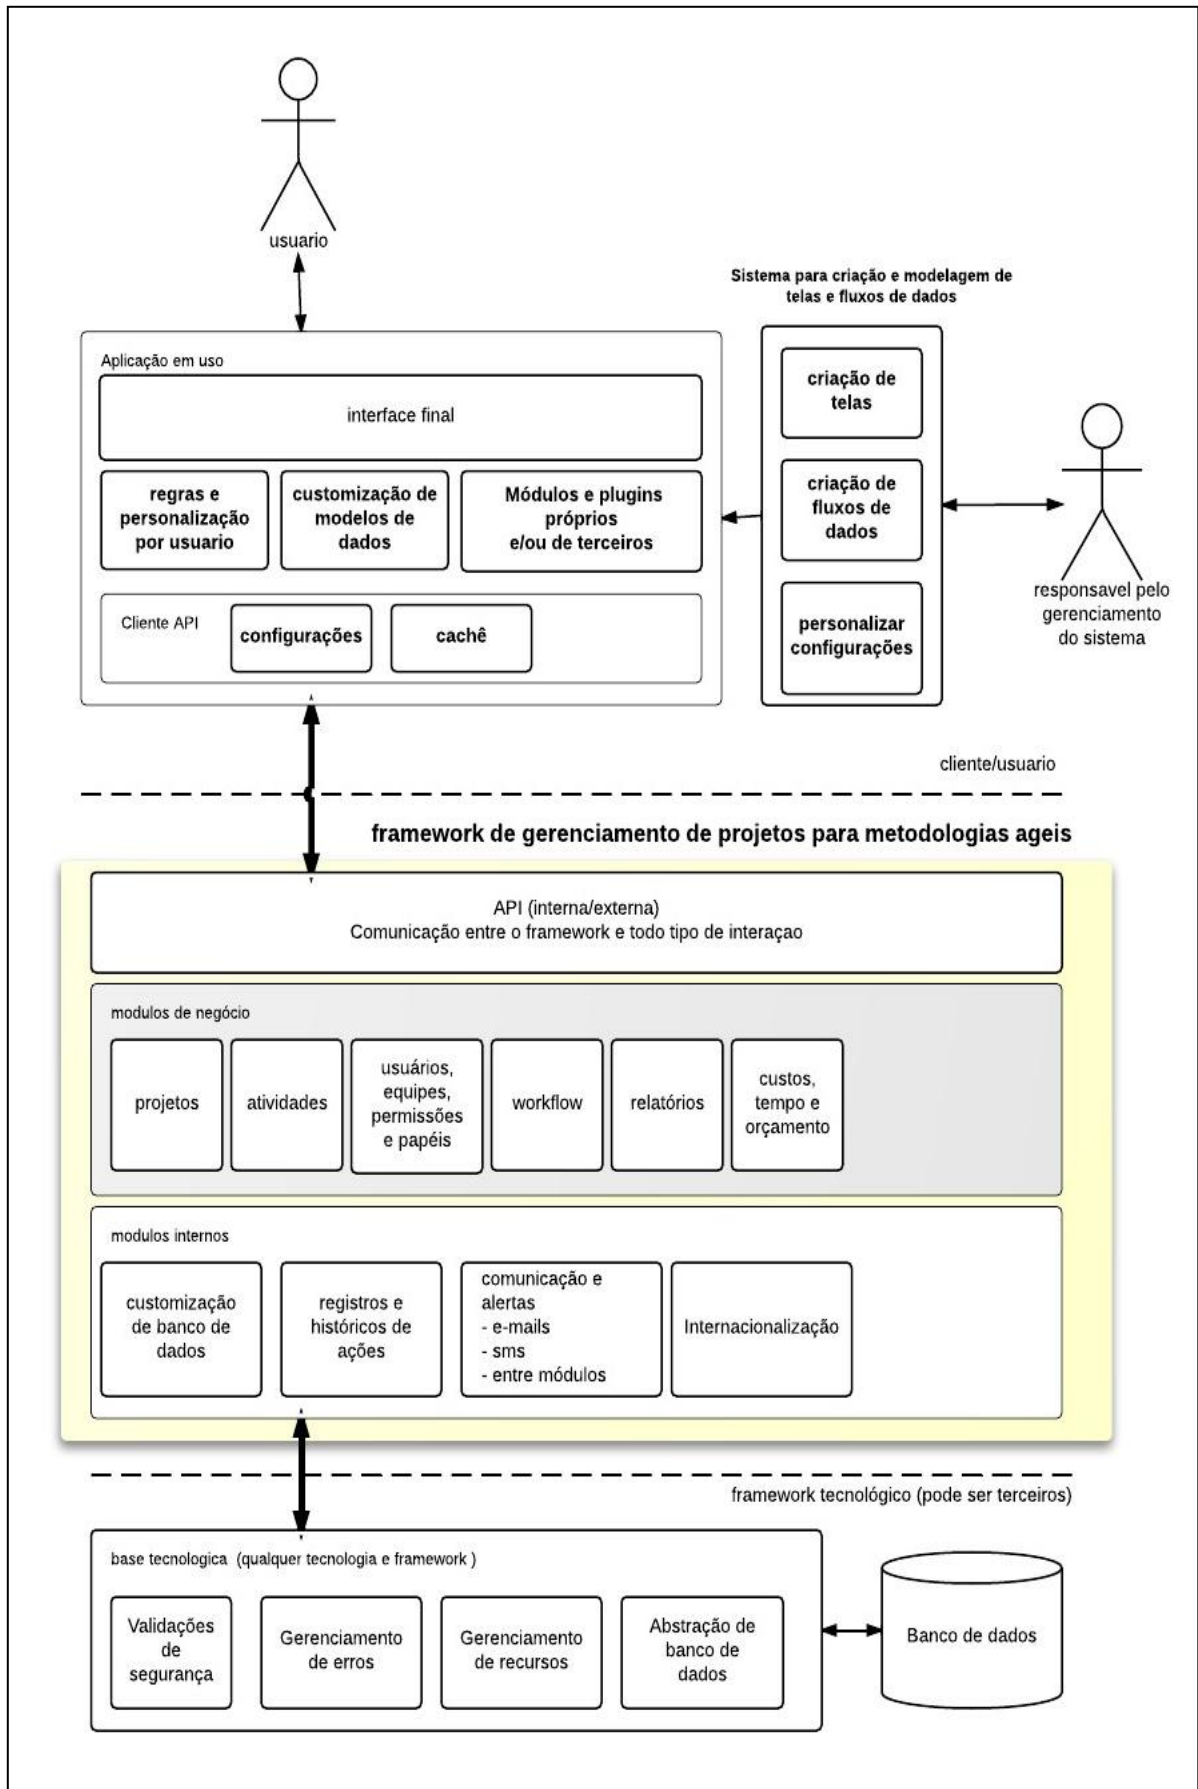 usuario
Sistema para criação e modelagem de
telas e fluxos de dados
Aplicação em uso
interface final
regras e
personalização
por usuario
customização de
modelos de
dados
Módulos e plugins
próprios
e/ou de terceiros
Cliente API
configurações
cachê
criação de
telas
criação de
fluxos de
dados
personalizar
configurações
responsavel pelo
gerenciamento
do sistema
cliente/usuario
framework de gerenciamento de projetos para metodologias ageis
API (interna/externa)
Comunicação entre o framework e todo tipo de interaçao
modulos de negócio
projetos
atividades
usuários,
equipes,
permissões
e papéis
workflow
relatórios
custos,
tempo e
orçamento
modulos internos
customização
de banco de
dados
registros e
históricos de
ações
comunicação e
alertas
- e-mails
- sms
- entre módulos
Internacionalização
framework tecnológico (pode ser terceiros)
base tecnologica (qualquer tecnologia e framework )
Validações
de
segurança
Gerenciamento
de erros
Gerenciamento
de recursos
Abstração de
banco de
dados
Banco de dados